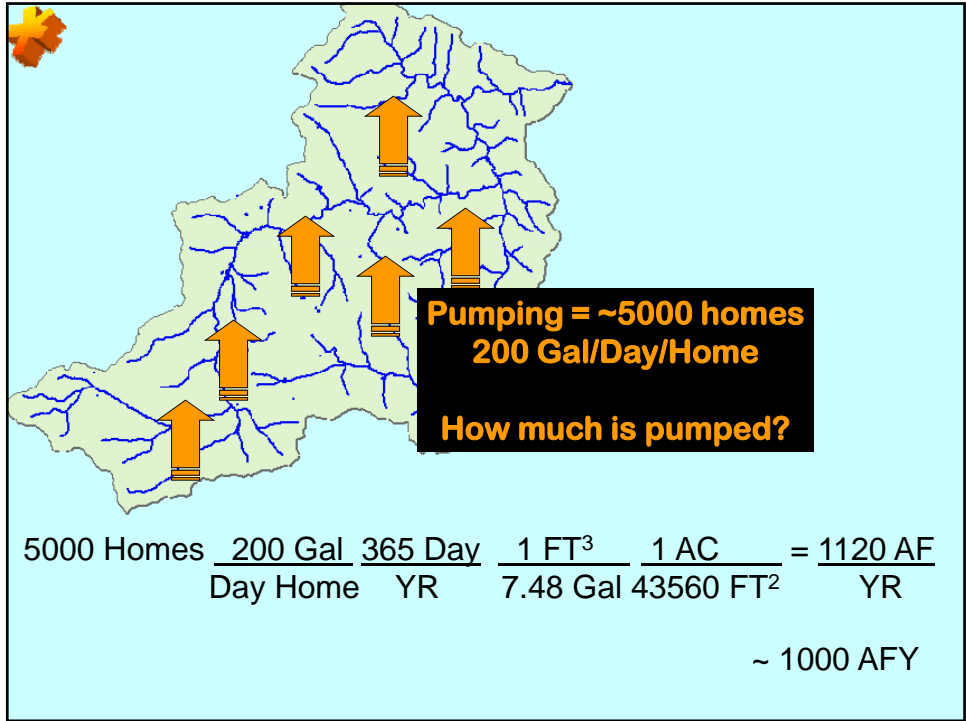 Pumping = ~5000 homes
200 Gal/Day/Home
How much is pumped?
5000 Homes 200 Gal 365 Day 1 FT³ 1 AC = 1120 AF
Day Home YR 7.48 Gal 43560 FT² YR
~ 1000 AFY